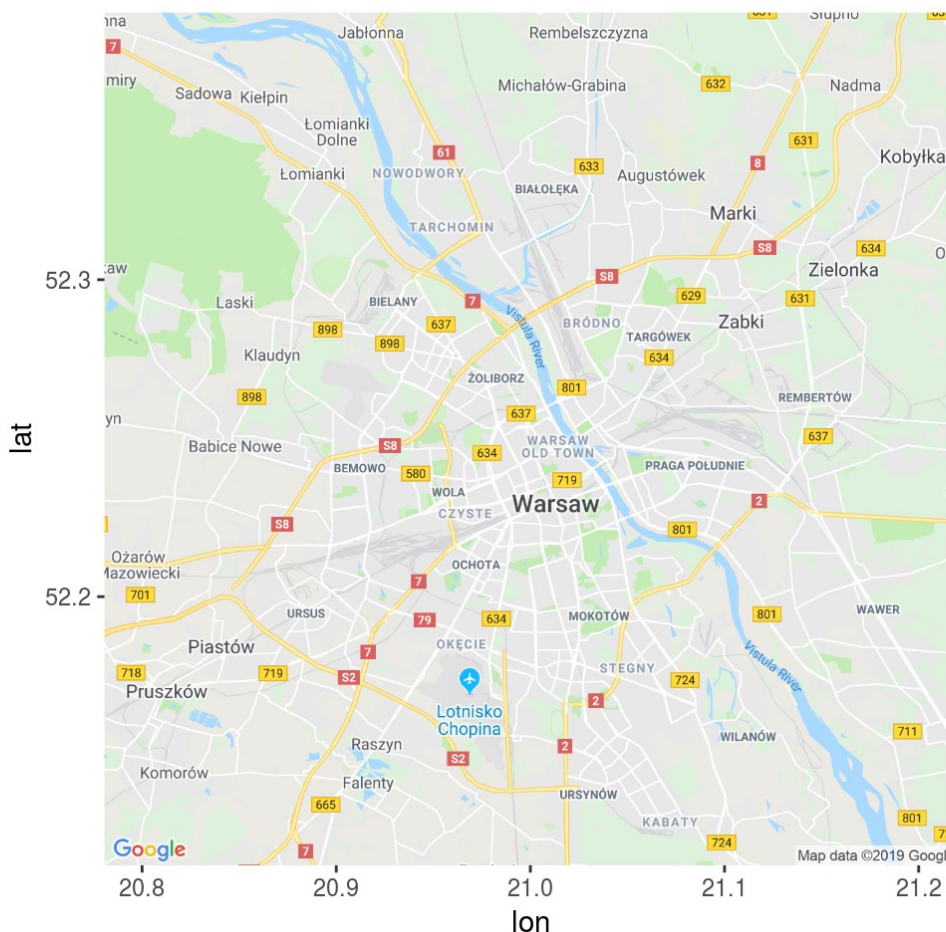 Jabłonna
Rembelszczyzna
Słupno
7
Sadowa
Kiełpin
Michałów-Grabina
632
Nadma
Łomianki
Dolne
61
NOWODWORY
633
631
8
Kobyłka
Łomianki
BIAŁOŁĘKA
Augustówek
Marki
TARCHOMIN
S8
634
52.3
Laski
BIELANY
7
S8
Zielonka
629
631
898
637
Vistula River
BRÓDNO
Zabki
898
TARGÓWEK
Klaudyn
634
ŻOLIBORZ
801
898
REMBERTÓW
637
637
Babice Nowe
S8
WARSAW
OLD TOWN
634
BEMOWO
580
PRAGA POŁUDNIE
WOLA
719
Warsaw
2
CZYSTE
S8
801
Ożarów
Mazowiecki
OCHOTA
7
701
52.2
URSUS
79
634
MOKOTÓW
801
WAWER
Piastów
OKĘCIE
7
STEGNY
Vistula River
718
719
S2
724
Pruszków
Lotnisko
Chopina
2
711
WILANÓW
Raszyn
2
S2
Komorów
Falenty
URSYNÓW
665
KABATY
801
724
7
Google
Map data ©2019 Googl
20.8
20.9
21.0
21.1
21.2
lon
lat